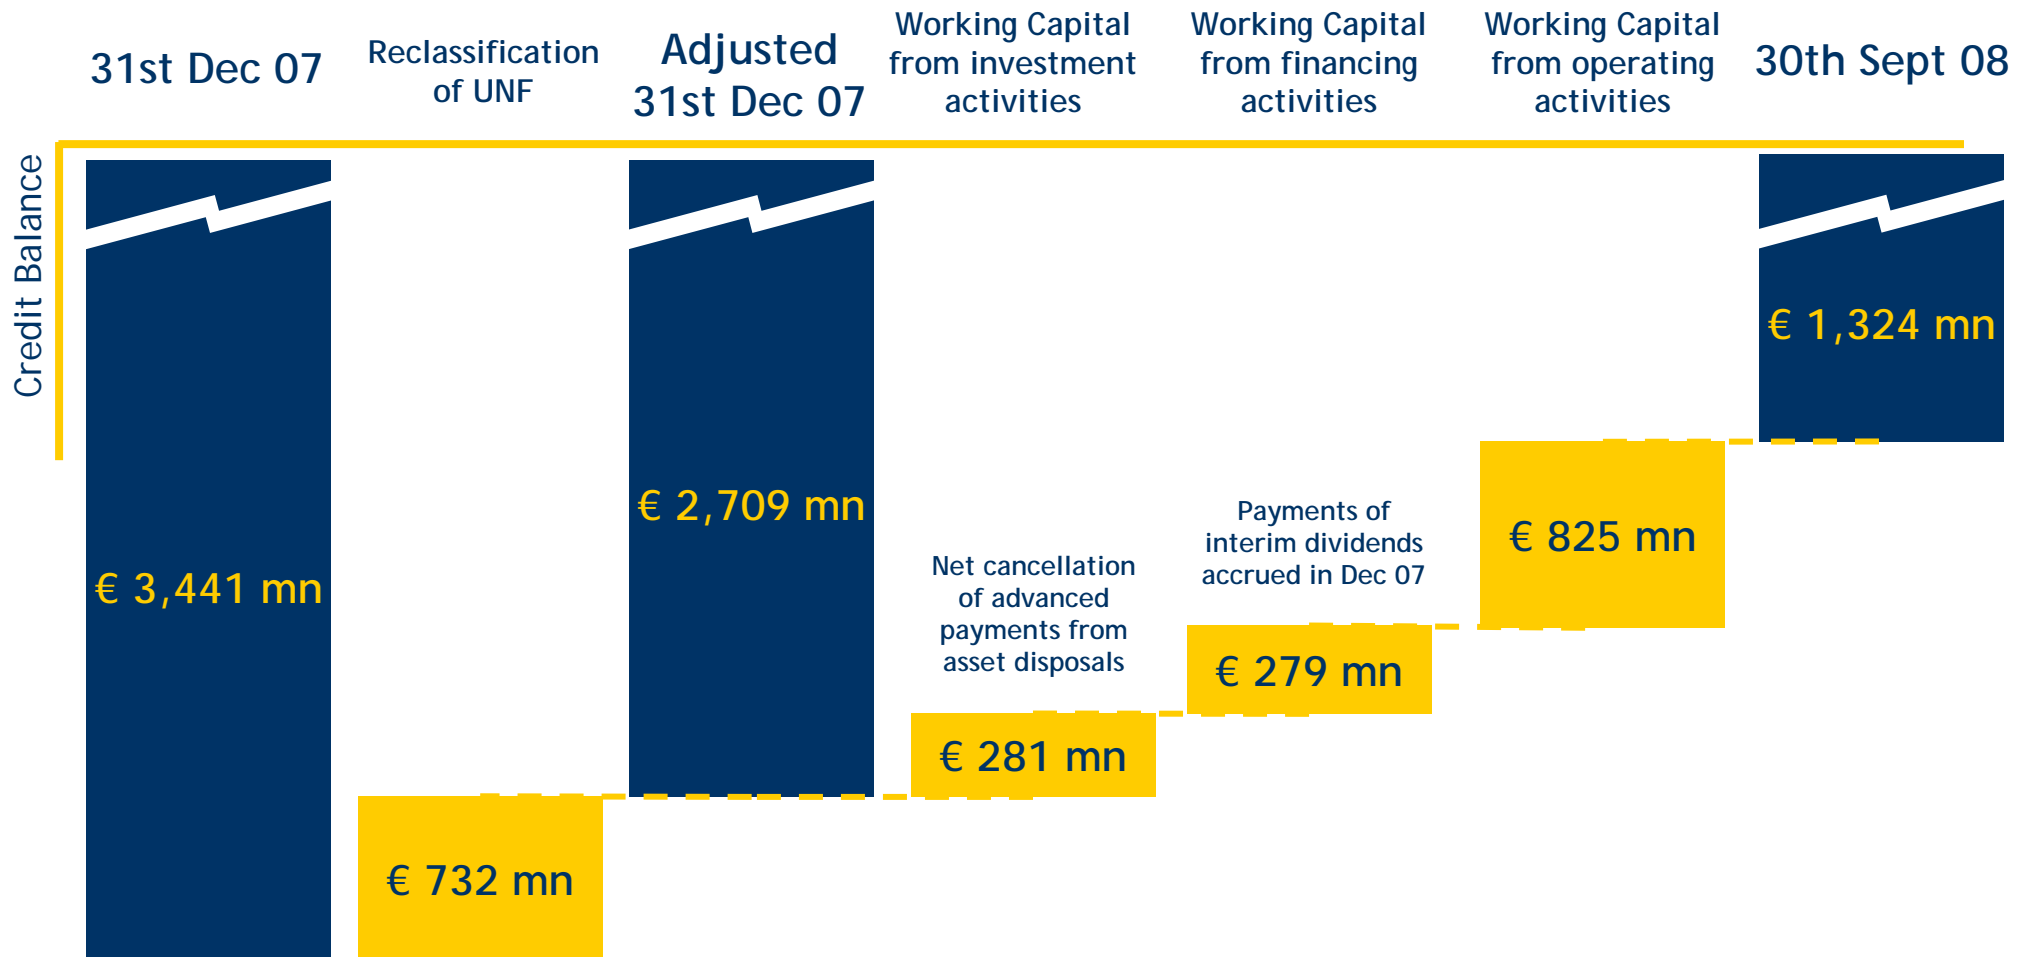 31st Dec 07
Reclassification
of UNF
Adjusted
31st Dec 07
Working Capital
from investment
activities
Working Capital
from financing
activities
Working Capital
from operating
activities
30th Sept 08
Credit Balance
€ 3,441 mn
€ 732 mn
€ 2,709 mn
Net cancellation
of advanced
payments from
asset disposals
€ 281 mn
Payments of
interim dividends
accrued in Dec 07
€ 279 mn
€ 825 mn
€ 1,324 mn